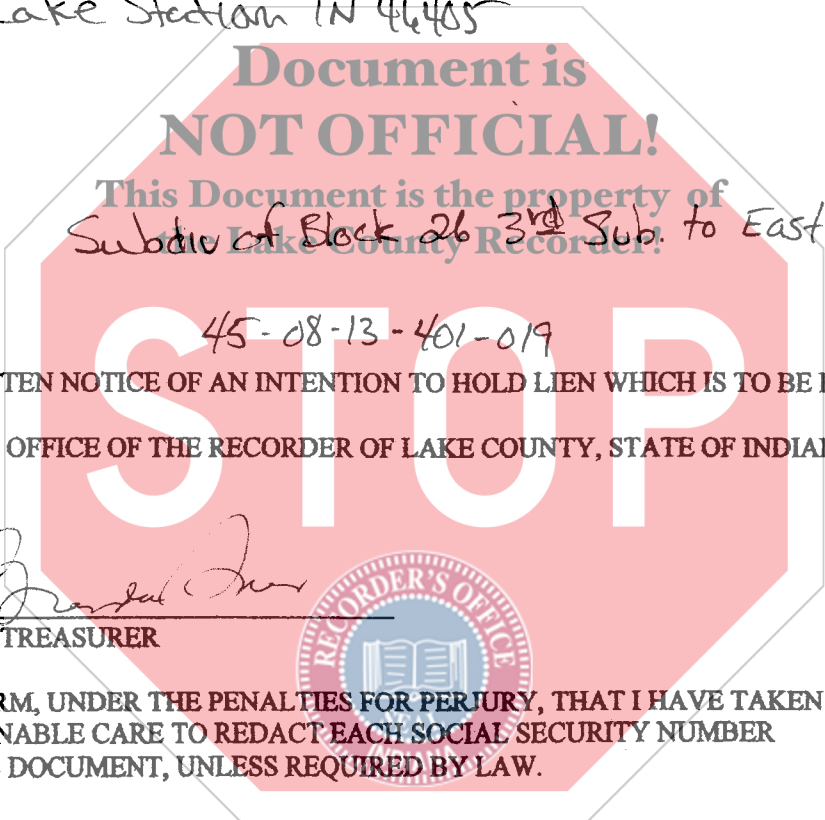 Lake Station IN 46405
Document is
NOT OFFICIAL!
This Document is the property of
the Lake County Recorder!
Subdiv of Block 26 3rd Sub. to East
45-08-13-401-019
STOP
TEN NOTICE OF AN INTENTION TO HOLD LIEN WHICH IS TO BE
OFFICE OF THE RECORDER OF LAKE COUNTY, STATE OF INDIAN
TREASURER
RECORDER'S OFFICE
SEAL
INDIANA
RM, UNDER THE PENALTIES FOR PERJURY, THAT I HAVE TAKEN
NABLE CARE TO REDACT EACH SOCIAL SECURITY NUMBER
DOCUMENT, UNLESS REQUIRED BY LAW.